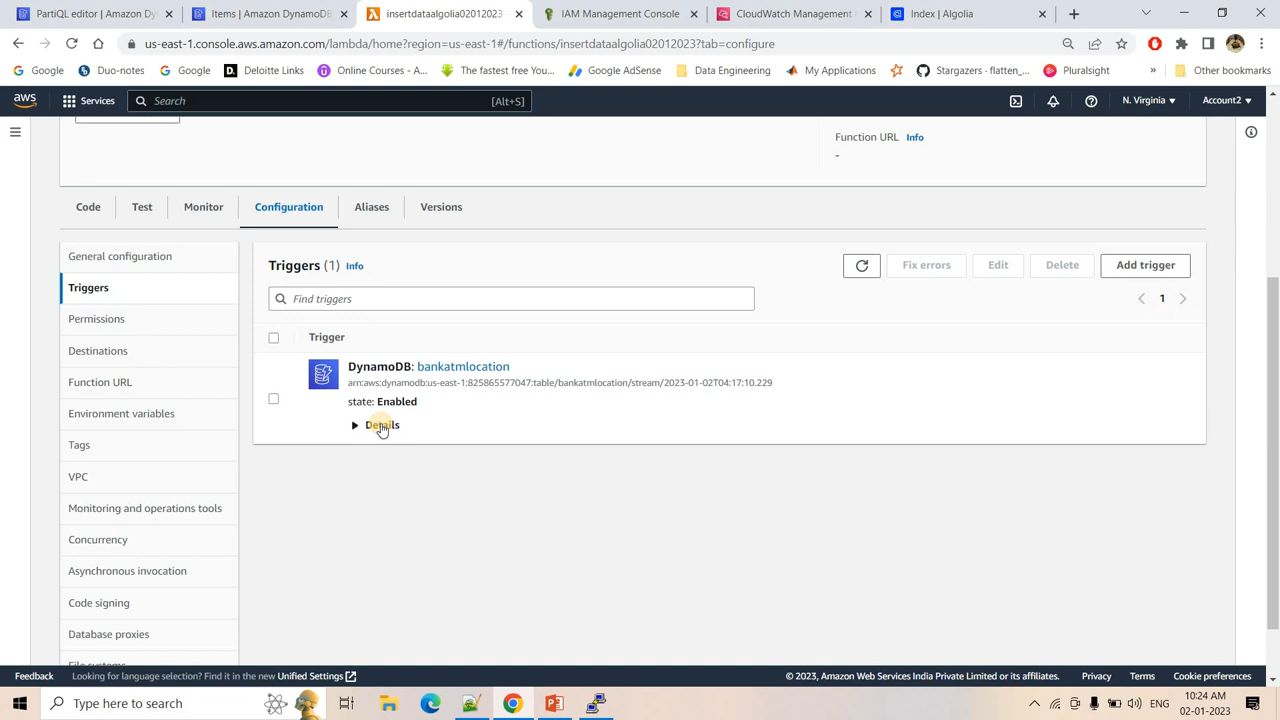 PartiQL editor | Amazon Dy
Items | Amazon DynamoDB
insertdataalgolia02012023
IAM Management Console
CloudWatch Management
Index | Algolia
us-east-1.console.aws.amazon.com/lambda/home?region=us-east-1#/functions/insertdataalgolia02012023?tab=configure
Google
Duo-notes
Google
Deloitte Links
Online Courses - A...
The fastest free You...
Google AdSense
Data Engineering
My Applications
Stargazers · flatten_...
Pluralsight
»
Other bookmarks
aws
Services
Search
[Alt+S]
N. Virginia
Account2
Function URL Info
-
Code
Test
Monitor
Configuration
Aliases
Versions
General configuration
Triggers
Permissions
Destinations
Function URL
Environment variables
Tags
VPC
Monitoring and operations tools
Concurrency
Asynchronous invocation
Code signing
Database proxies
File systems
Triggers (1) Info
Fix errors
Edit
Delete
Add trigger
Find triggers
1
Trigger
DynamoDB: bankatmlocation
arn:aws:dynamodb:us-east-1:825865577047:table/bankatmlocation/stream/2023-01-02T04:17:10.229
state: Enabled
Details
Feedback
Looking for language selection? Find it in the new Unified Settings
© 2023, Amazon Web Services India Private Limited or its affiliates.
Privacy
Terms
Cookie preferences
Type here to search
ENG
10:24 AM
02-01-2023